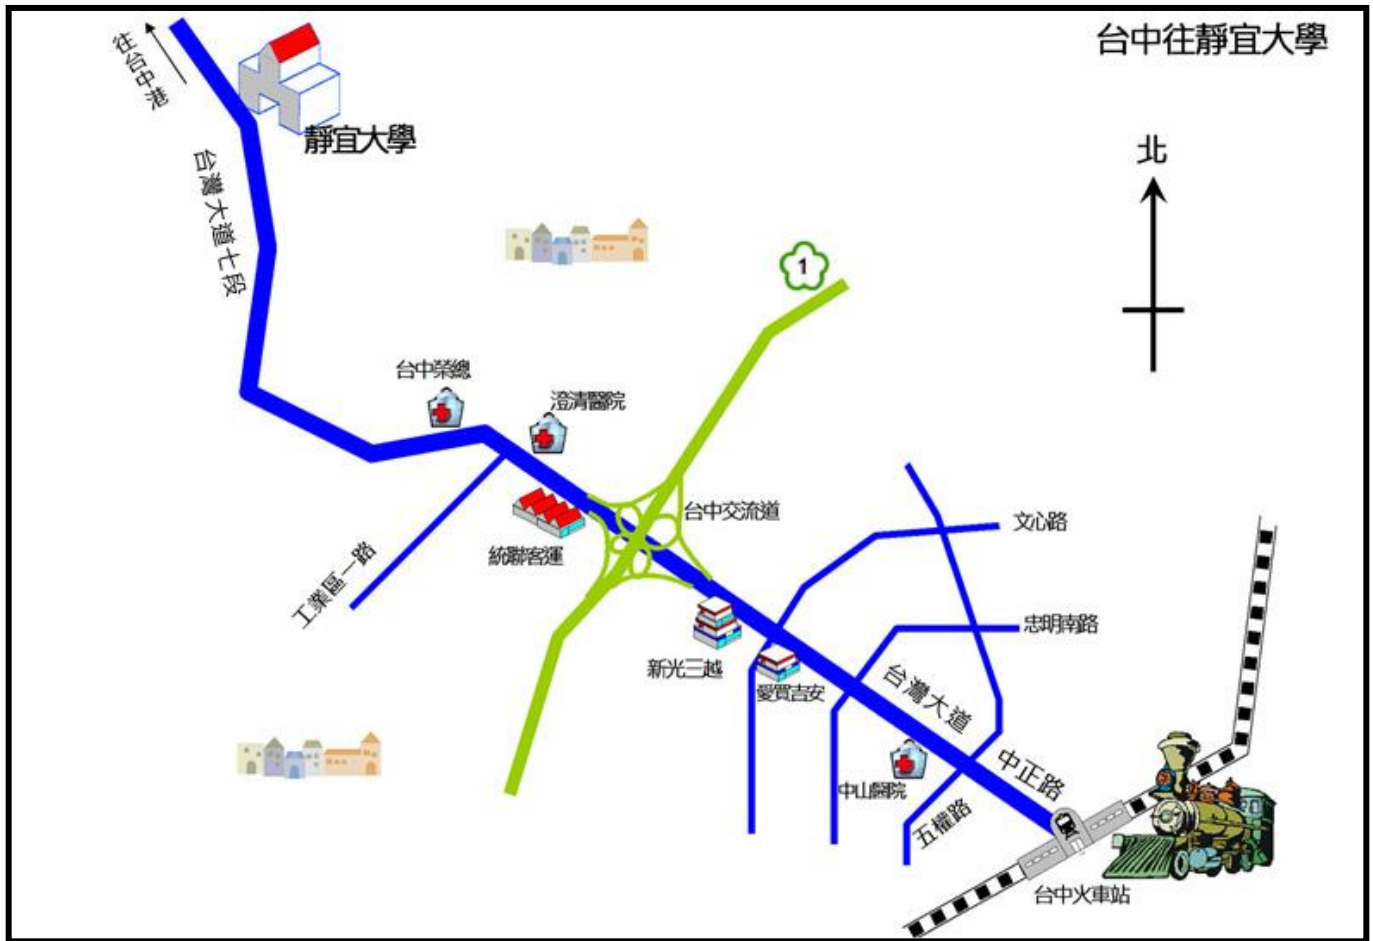 台中往靜宜大學
往台中港
靜宜大學
北
台灣大道七段
1
台中榮總
澄清醫院
台中交流道
文心路
統聯客運
工業區一路
忠明南路
新光三越
愛買吉安
台灣大道
中正路
中山醫院
五權路
台中火車站